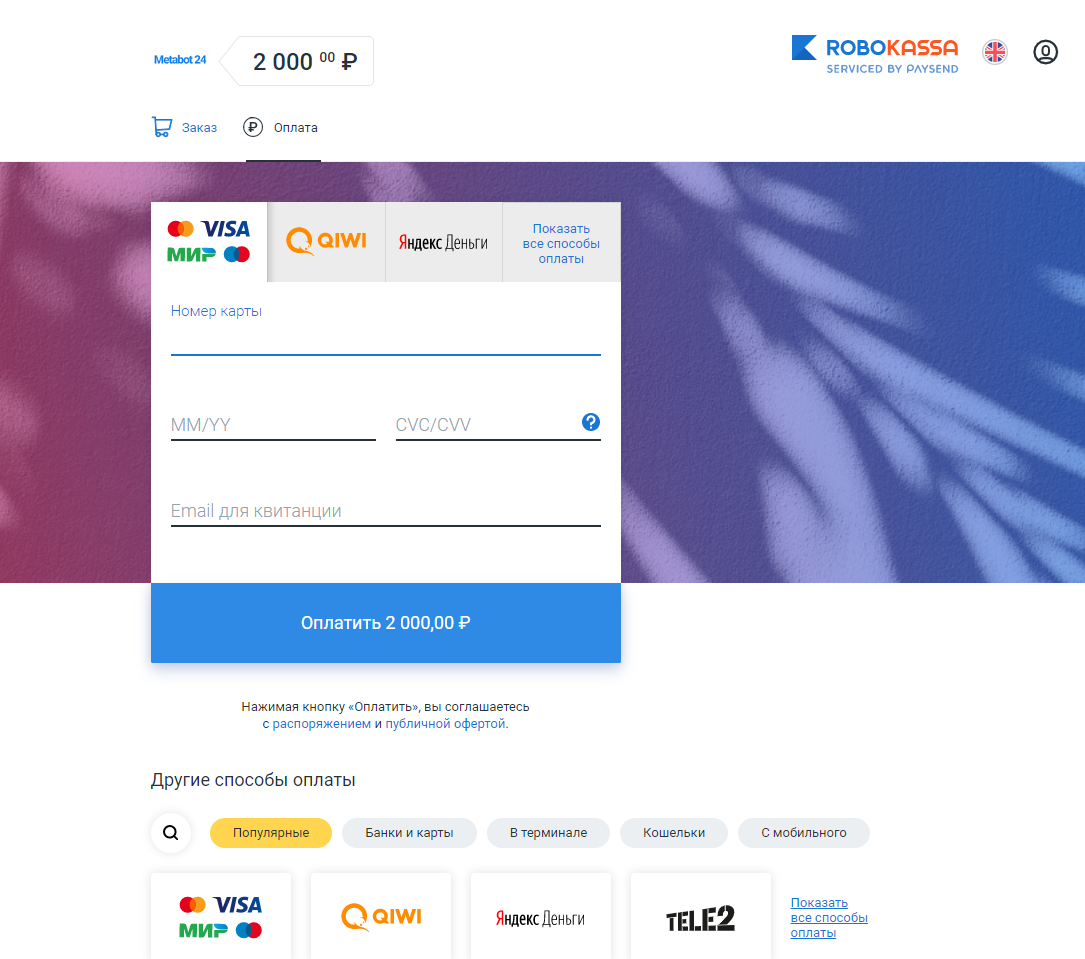 Metabot 24
2 000 00 ₽
ROBOKASSA
SERVICED BY PAYSEND
Заказ
₽
Оплата
VISA
МИР
QIWI
Яндекс Деньги
Показать
все способы
оплаты
Номер карты
MM/YY
CVC/CVV
?
Email для квитанции
Оплатить 2 000,00 ₽
Нажимая кнопку «Оплатить», вы соглашаетесь
с распоряжением и публичной офертой.
Другие способы оплаты
Популярные
Банки и карты
В терминале
Кошельки
С мобильного
VISA
МИР
QIWI
Яндекс Деньги
TELE2
Показать
все способы
оплаты